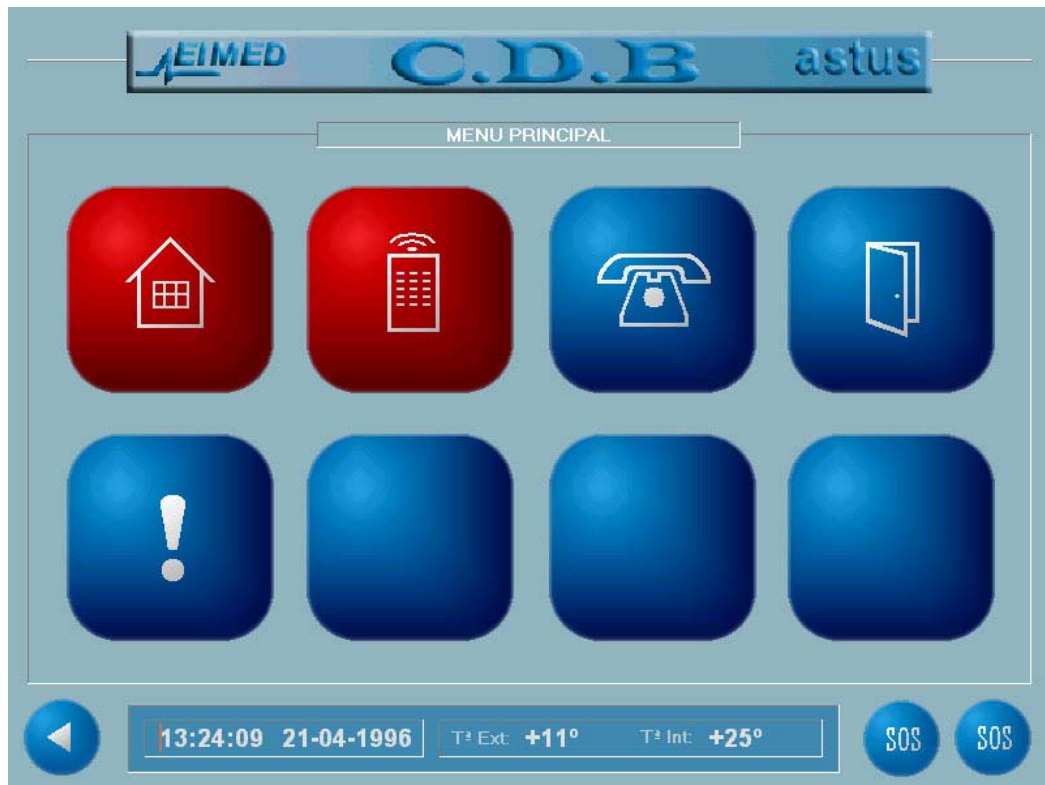 EIMED C.D.B astus
MENU PRINCIPAL
13:24:09 21-04-1996 Tª Ext: +11º Tª Int: +25º SOS SOS